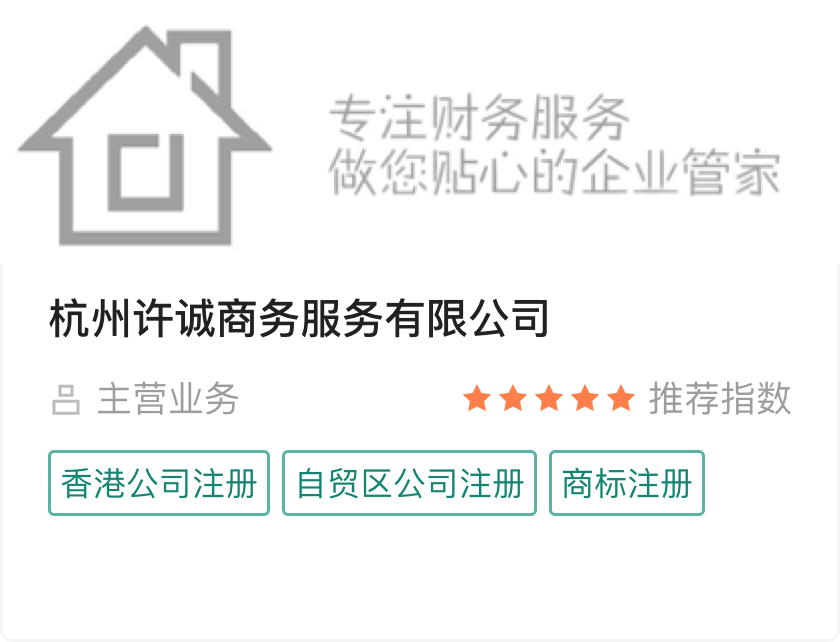 专注财务服务
做您贴心的企业管家
杭州许诚商务服务有限公司
主营业务 推荐指数
香港公司注册 自贸区公司注册 商标注册